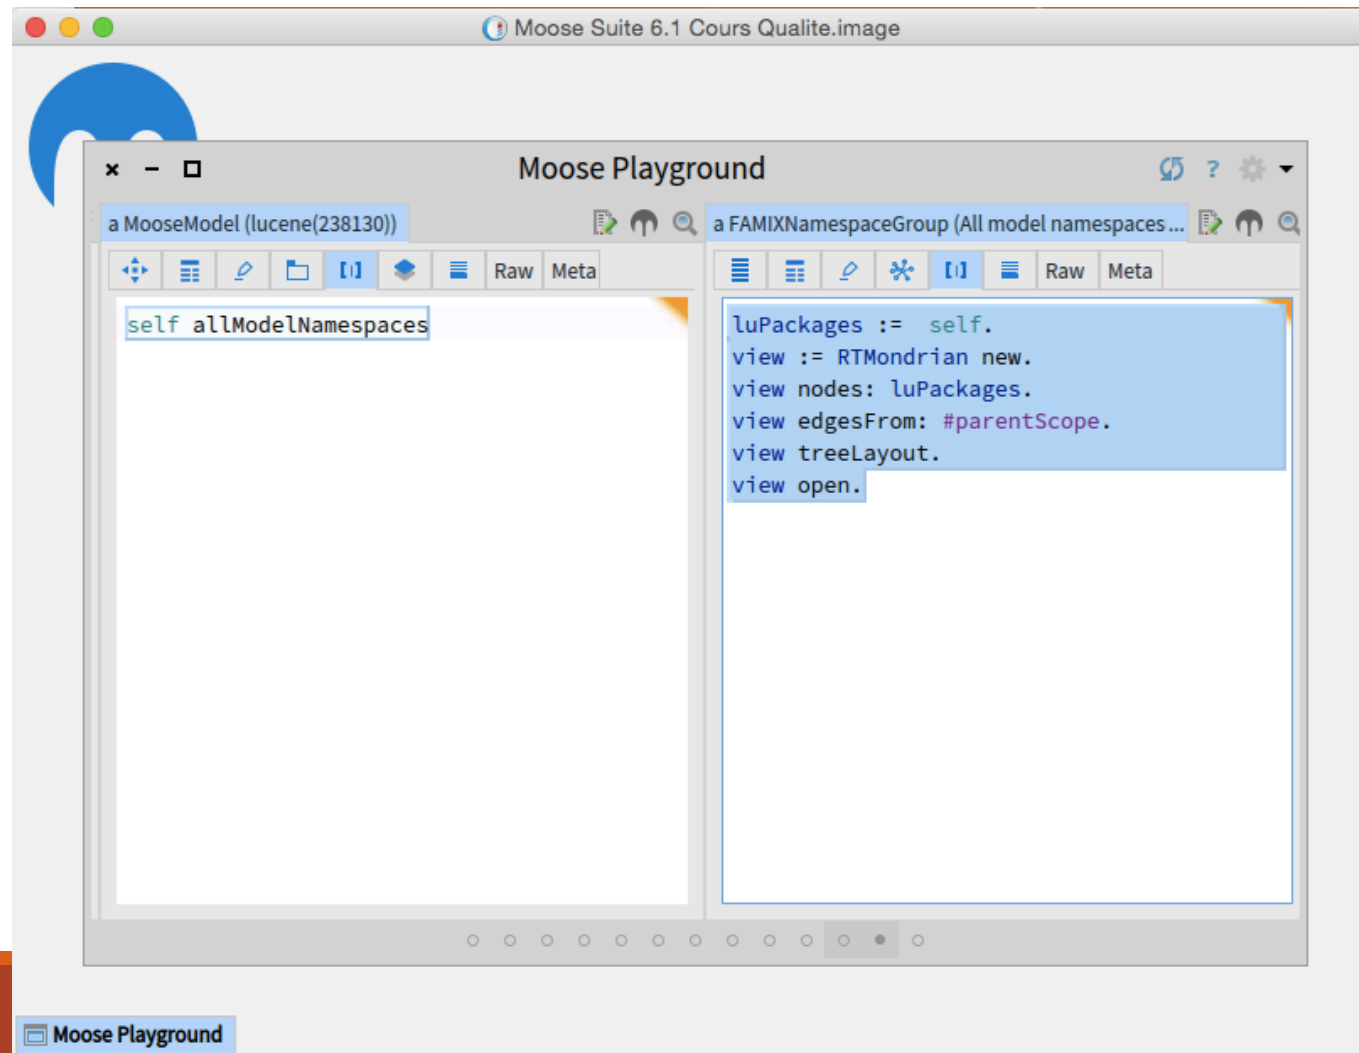 Moose Suite 6.1 Cours Qualite.image
Moose Playground
?
a MooseModel (lucene(238130))
a FAMIXNamespaceGroup (All model namespaces ...
Raw Meta
Raw Meta
self allModelNamespaces
luPackages :=  self.
view := RTMondrian new.
view nodes: luPackages.
view edgesFrom: #parentScope.
view treeLayout.
view open.
Moose Playground